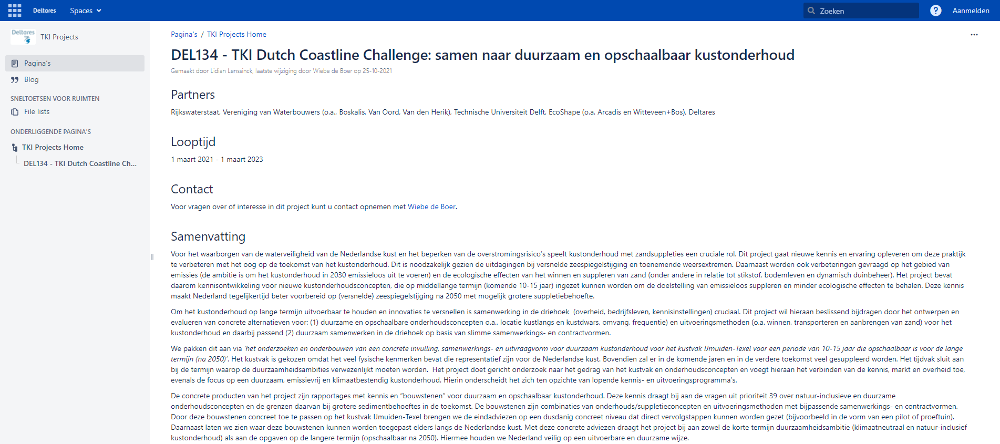 Deltares
Spaces
Zoeken
Aanmelden
Deltares
TKI Projects
Pagina's
Blog
SNELTOETSEN VOOR RUIMTEN
File lists
ONDERLIGGENDE PAGINA'S
TKI Projects Home
DEL134 - TKI Dutch Coastline Ch...
Pagina's / TKI Projects Home
DEL134 - TKI Dutch Coastline Challenge: samen naar duurzaam en opschaalbaar kustonderhoud
Gemaakt door Lidian Lenssinck, laatste wijziging door Wiebe de Boer op 25-10-2021
Partners
Rijkswaterstaat, Vereniging van Waterbouwers (o.a., Boskalis, Van Oord, Van den Herik), Technische Universiteit Delft, EcoShape (o.a. Arcadis en Witteveen+Bos), Deltares
Looptijd
1 maart 2021 - 1 maart 2023
Contact
Voor vragen over of interesse in dit project kunt u contact opnemen met Wiebe de Boer.
Samenvatting
Voor het waarborgen van de waterveiligheid van de Nederlandse kust en het beperken van de overstromingsrisico's speelt kustonderhoud met zandsuppleties een cruciale rol. Dit project gaat nieuwe kennis en ervaring opleveren om deze praktijk
te verbeteren met het oog op de toekomst van het kustonderhoud. Dit is noodzakelijk gezien de uitdagingen bij versnelde zeespiegelstijging en toenemende weersextremen. Daarnaast worden ook verbeteringen gevraagd op het gebied van
emissies (de ambitie is om het kustonderhoud in 2030 emissieloos uit te voeren) en de ecologische effecten van het winnen en suppleren van zand (onder andere in relatie tot stikstof, bodemleven en dynamisch duinbeheer). Het project bevat
daarom kennisontwikkeling voor nieuwe kustonderhoudsconcepten, die op middellange termijn (komende 10-15 jaar) ingezet kunnen worden om de doelstelling van emissieloos suppleren en minder ecologische effecten te behalen. Deze kennis
maakt Nederland tegelijkertijd beter voorbereid op (versnelde) zeespiegelstijging na 2050 met mogelijk grotere suppletiebehoefte.
Om het kustonderhoud op lange termijn uitvoerbaar te houden en innovaties te versnellen is samenwerking in de driehoek  (overheid, bedrijfsleven, kennisinstellingen) cruciaal. Dit project wil hieraan beslissend bijdragen door het ontwerpen en
evalueren van concrete alternatieven voor: (1) duurzame en opschaalbare onderhoudsconcepten o.a., locatie kustlangs en kustdwars, omvang, frequentie) en uitvoeringsmethoden (o.a. winnen, transporteren en aanbrengen van zand) voor het
kustonderhoud en daarbij passend (2) duurzaam samenwerken in de driehoek op basis van slimme samenwerkings- en contractvormen.
We pakken dit aan via 'het onderzoeken en onderbouwen van een concrete invulling, samenwerkings- en uitvraagvorm voor duurzaam kustonderhoud voor het kustvak IJmuiden-Texel voor een periode van 10-15 jaar die opschaalbaar is voor de lange
termijn (na 2050)'. Het kustvak is gekozen omdat het veel fysische kenmerken bevat die representatief zijn voor de Nederlandse kust. Bovendien zal er in de komende jaren en in de verdere toekomst veel gesuppleerd worden. Het tijdvak sluit aan
bij de termijn waarop de duurzaamheidsambities verwezenlijkt moeten worden.  Het project doet gericht onderzoek naar het gedrag van het kustvak en onderhoudsconcepten en voegt hieraan het verbinden van de kennis, markt en overheid toe,
evenals de focus op een duurzaam, emissievrij en klimaatbestendig kustonderhoud. Hierin onderscheidt het zich ten opzichte van lopende kennis- en uitvoeringsprogramma's.
De concrete producten van het project zijn rapportages met kennis en "bouwstenen" voor duurzaam en opschaalbaar kustonderhoud. Deze kennis draagt bij aan de vragen uit prioriteit 39 over natuur-inclusieve en duurzame
onderhoudsconcepten en de grenzen daarvan bij grotere sedimentbehoeftes in de toekomst. De bouwstenen zijn combinaties van onderhouds/suppletieconcepten en uitvoeringsmethoden met bijpassende samenwerkings- en contractvormen.
Door deze bouwstenen concreet toe te passen op het kustvak IJmuiden-Texel brengen we de eindadviezen op een dusdanig concreet niveau dat direct vervolgstappen kunnen worden gezet (bijvoorbeeld in de vorm van een pilot of proeftuin).
Daarnaast laten we zien waar deze bouwstenen kunnen worden toegepast elders langs de Nederlandse kust. Met deze concrete adviezen draagt het project bij aan zowel de korte termijn duurzaamheidsambitie (klimaatneutraal en natuur-inclusief
kustonderhoud) als aan de opgaven op de langere termijn (opschaalbaar na 2050). Hiermee houden we Nederland veilig op een uitvoerbare en duurzame wijze.